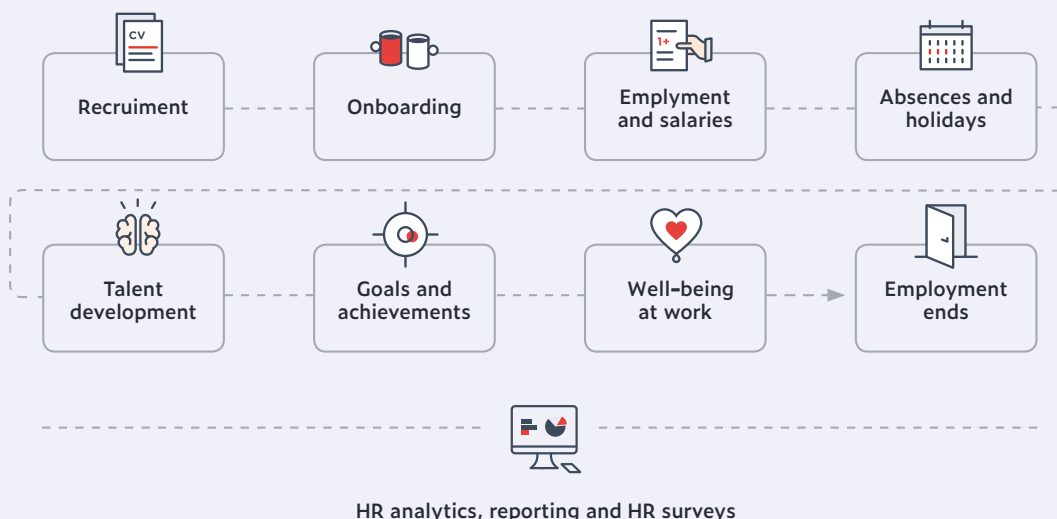 CV
Recruiment
Onboarding
1+
Emplyment
and salaries
Absences and
holidays
Talent
development
Goals and
achievements
Well-being
at work
Employment
ends
HR analytics, reporting and HR surveys